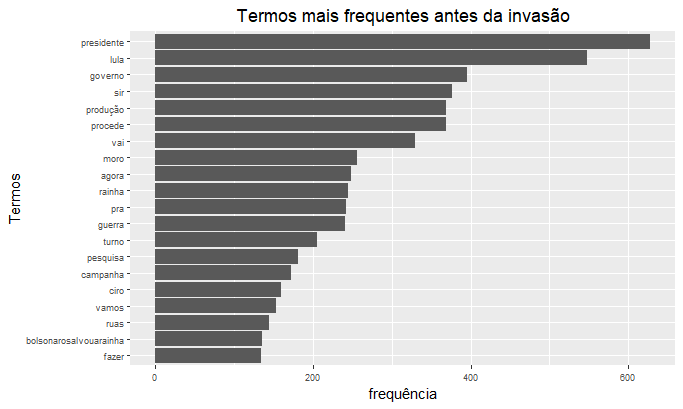 Termos mais frequentes antes da invasão
Termos
presidente
lula
governo
sir
produção
procede
vai
moro
agora
rainha
pra
guerra
turno
pesquisa
campanha
ciro
vamos
ruas
bolsonarosalvouarainha
fazer
0 200 400 600
frequência